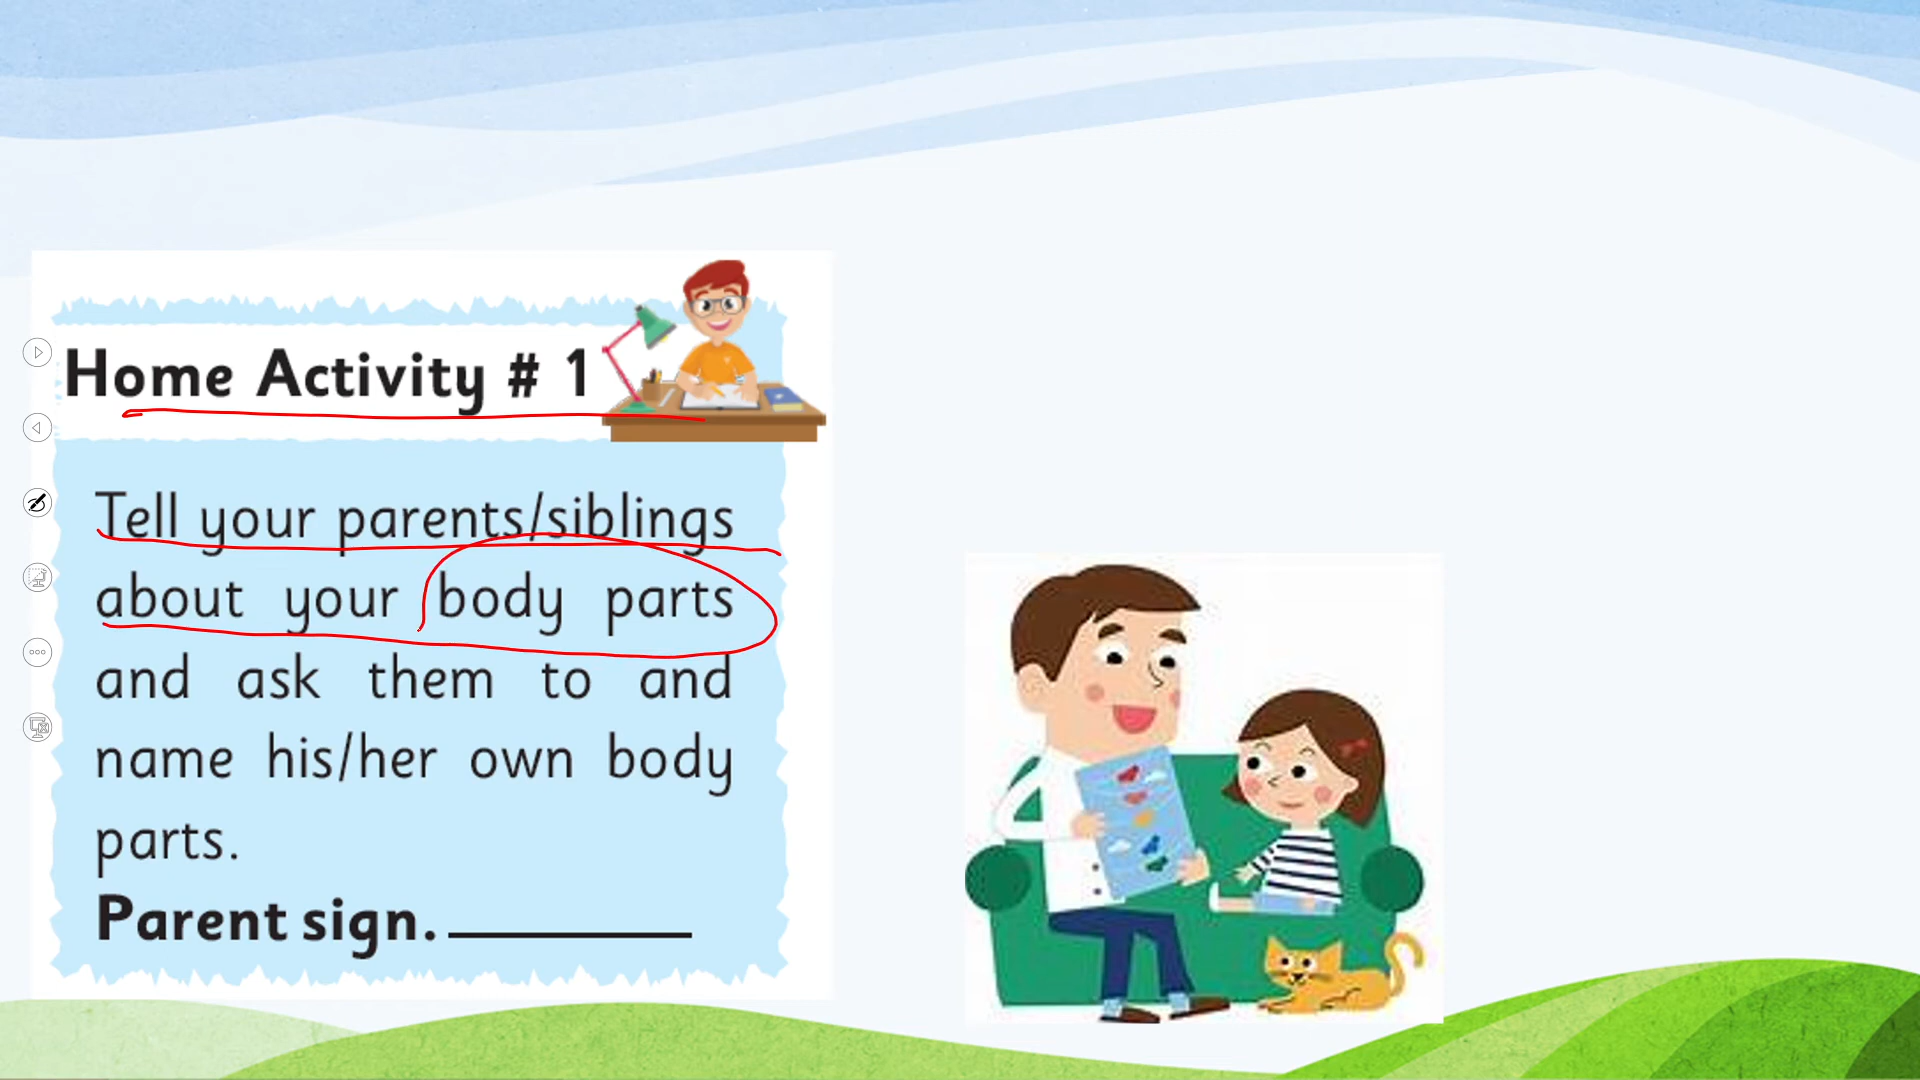 Home Activity # 1
Tell your parents/siblings
about your body parts
and ask them to and
name his/her own body
parts.
Parent sign.